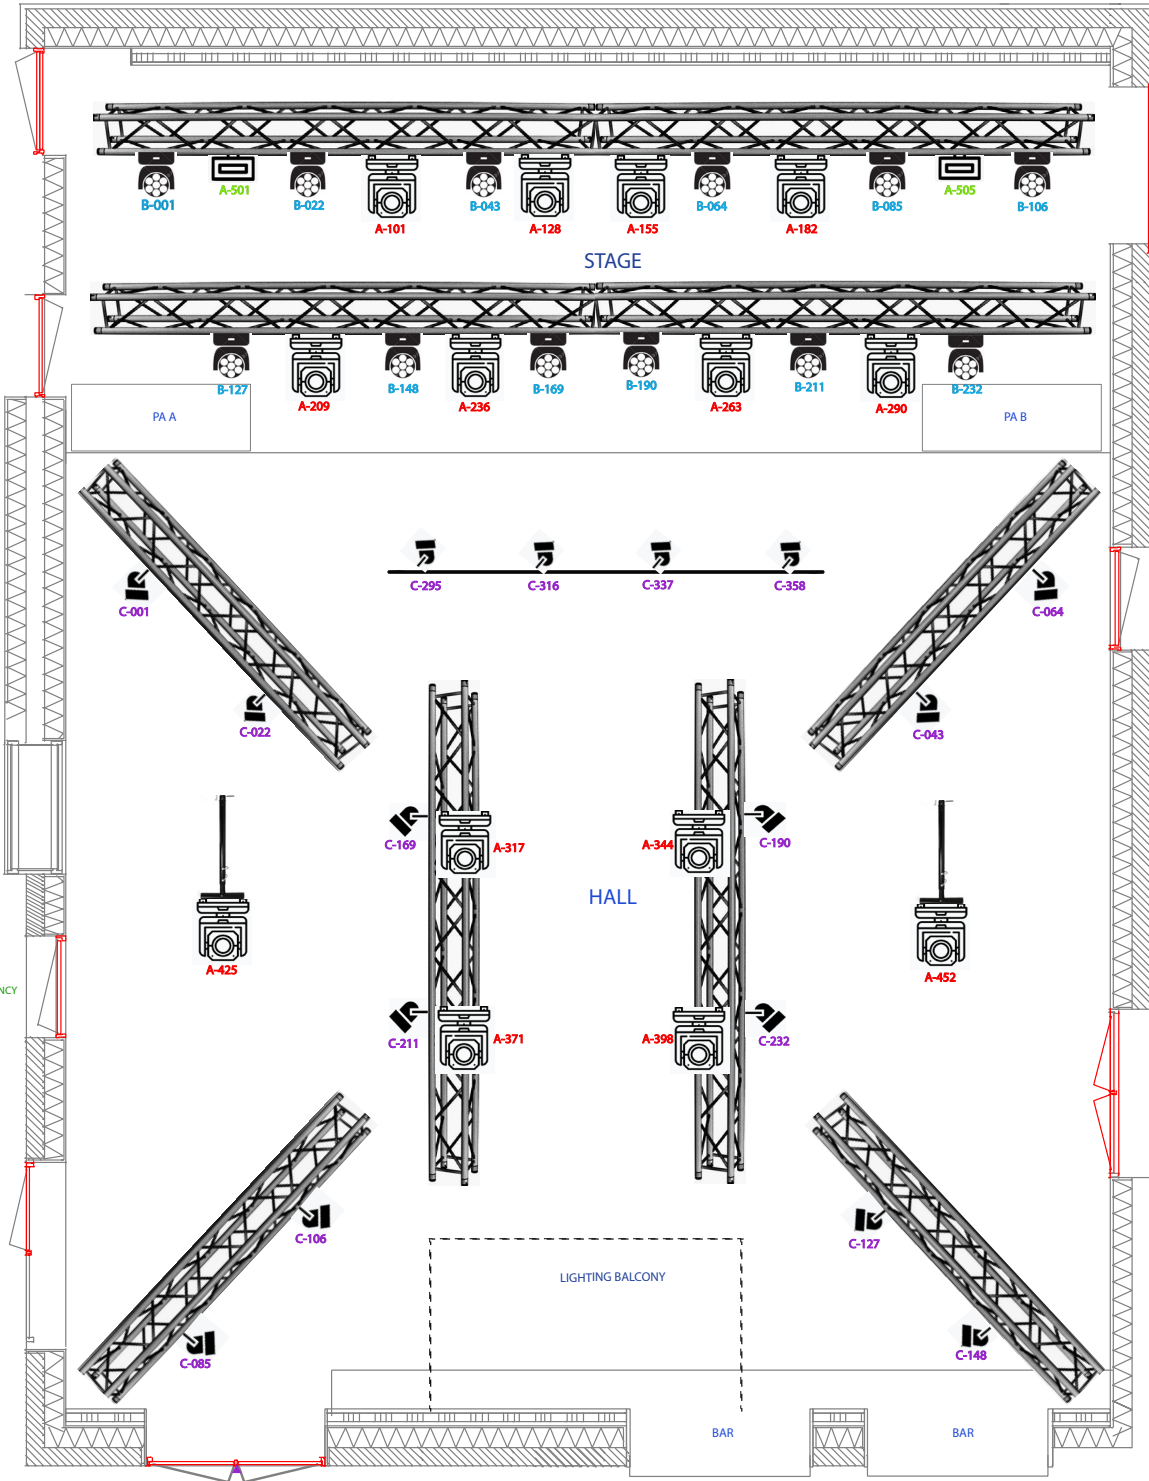 A-501
A-505
B-001
B-022
B-043
B-064
B-085
B-106
A-101
A-128
A-155
A-182
STAGE
B-127
B-148
B-169
B-190
B-211
B-232
A-209
A-236
A-263
A-290
PA A
PA B
C-295
C-316
C-337
C-358
C-001
C-064
C-022
C-043
C-169
A-317
A-344
C-190
HALL
A-425
A-452
NCY
C-211
A-371
A-398
C-232
C-106
C-127
LIGHTING BALCONY
C-085
C-148
BAR
BAR